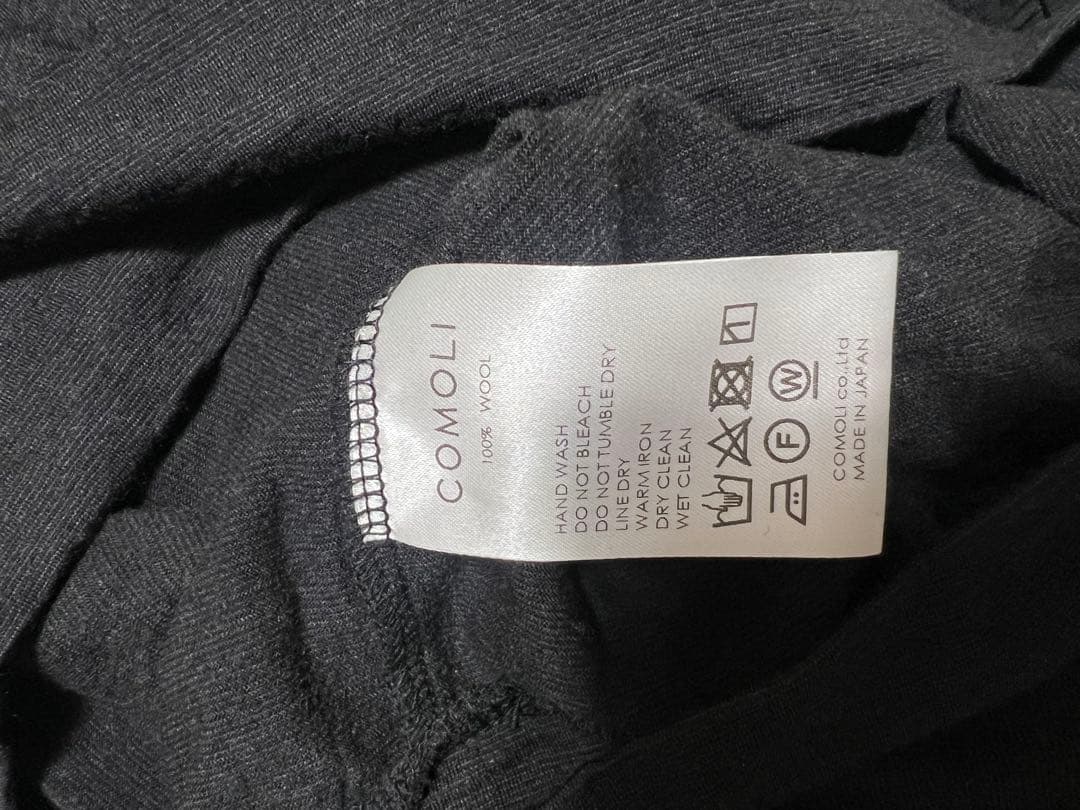 COMOLI
100% WOOL
HAND WASH
DO NOT BLEACH
DO NOT TUMBLE DRY
LINE DRY
WARM IRON
DRY CLEAN
WET CLEAN
F W
COMOLI co.,Ltd
MADE IN JAPAN